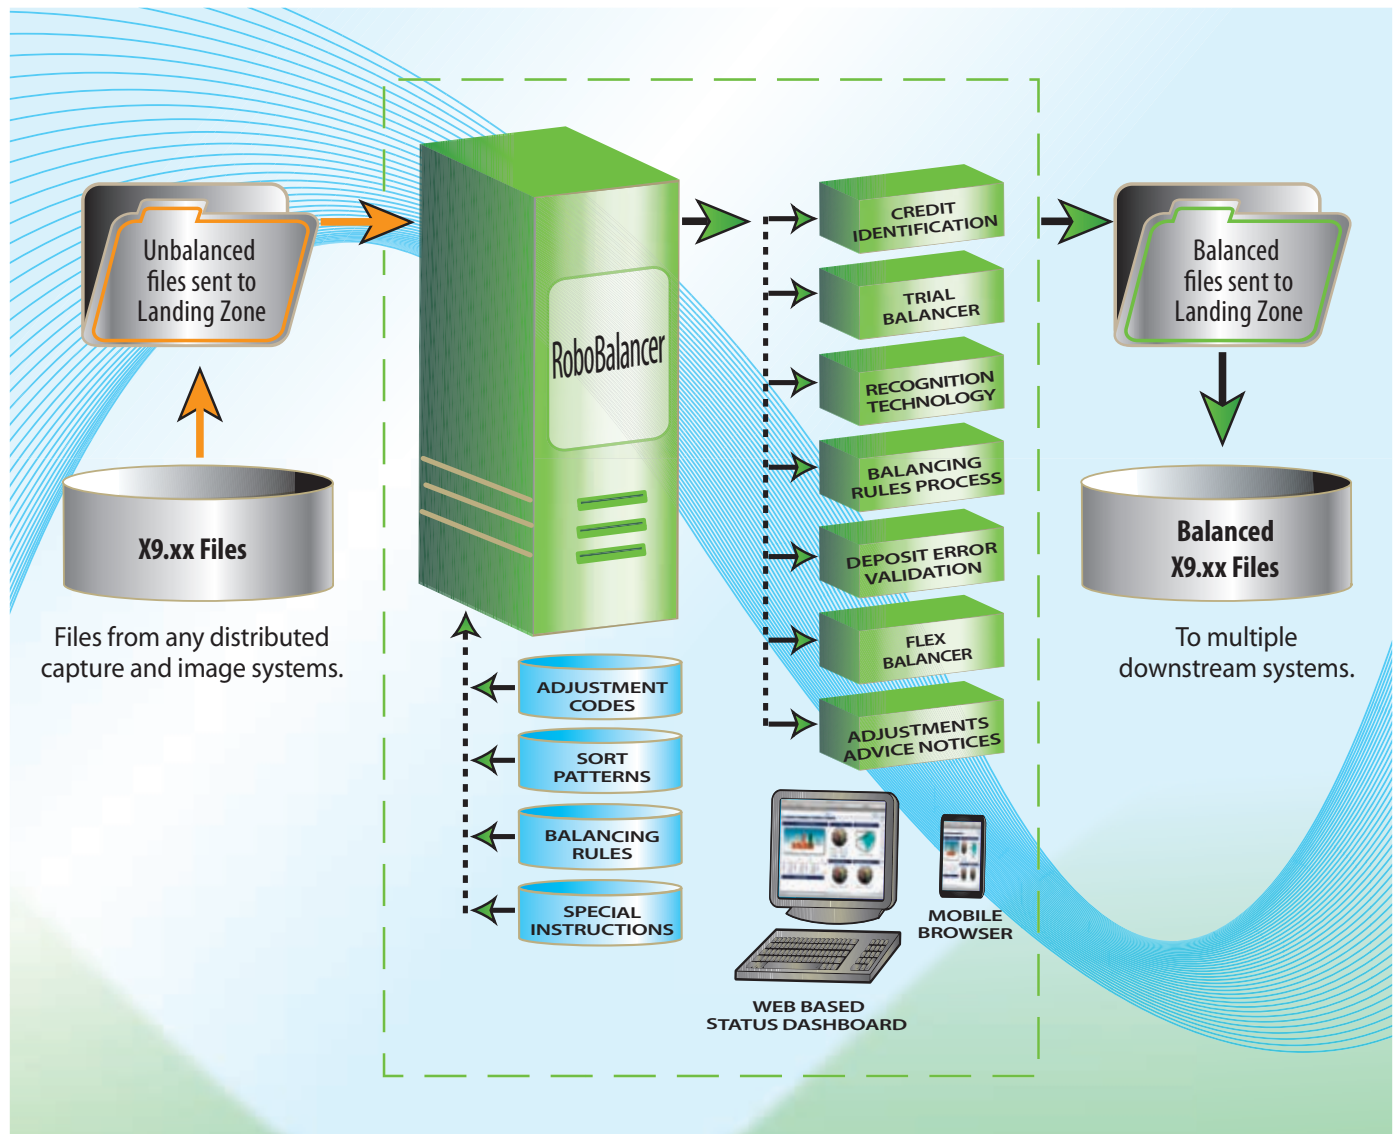 Unbalanced
files sent to
Landing Zone
X9.xx Files
Files from any distributed
capture and image systems.
RoboBalancer
ADJUSTMENT
CODES
SORT
PATTERNS
BALANCING
RULES
SPECIAL
INSTRUCTIONS
CREDIT
IDENTIFICATION
TRIAL
BALANCER
RECOGNITION
TECHNOLOGY
BALANCING
RULES PROCESS
DEPOSIT ERROR
VALIDATION
FLEX
BALANCER
ADJUSTMENTS
ADVICE NOTICES
WEB BASED
STATUS DASHBOARD
MOBILE
BROWSER
Balanced
files sent to
Landing Zone
Balanced
X9.xx Files
To multiple
downstream systems.